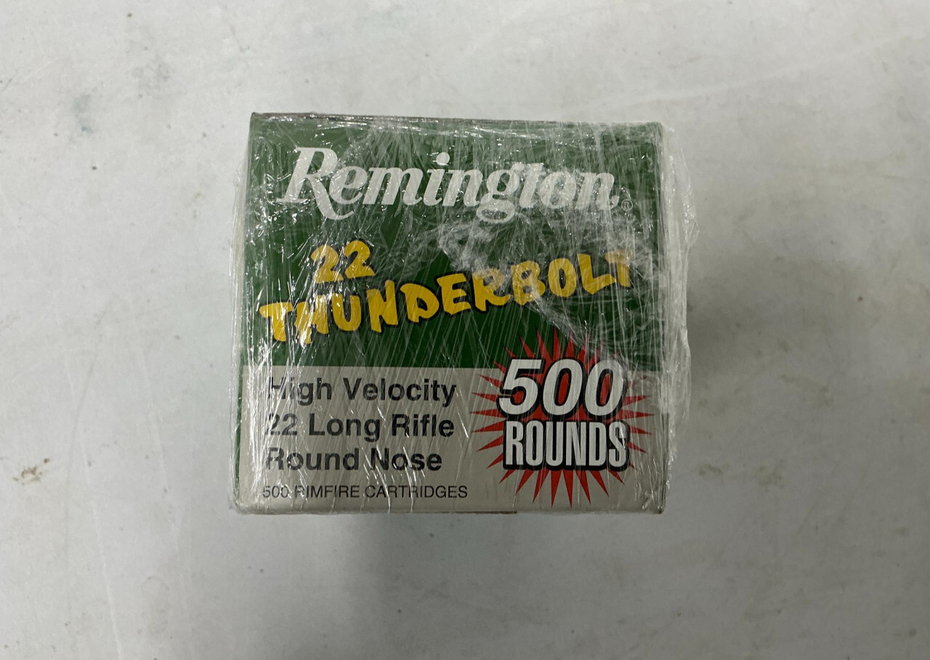 Remington®
22
THUNDERBOLT
High Velocity
22 Long Rifle
Round Nose
500 RIMFIRE CARTRIDGES
500
ROUNDS